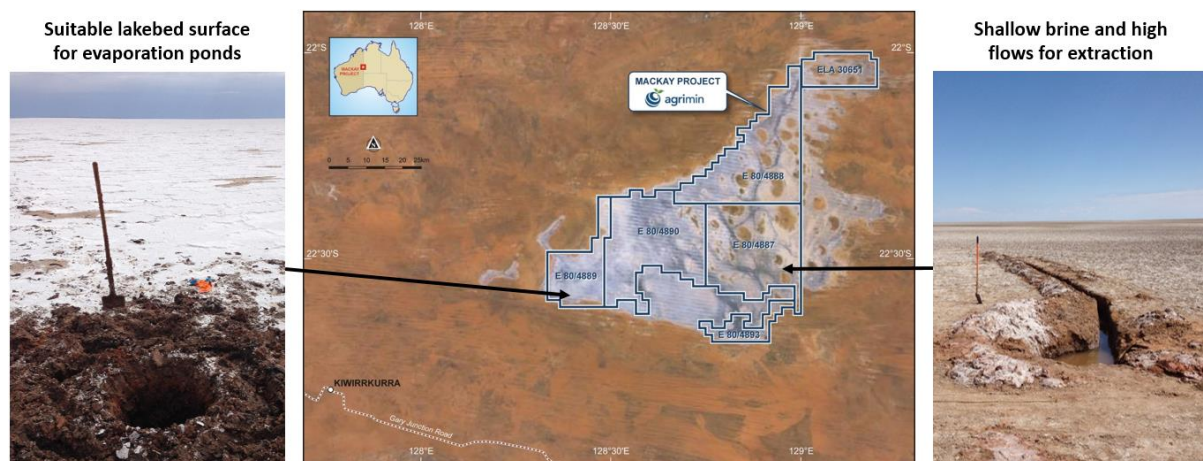 Suitable lakebed surface
for evaporation ponds
Shallow brine and high
flows for extraction
128°E
128°30'E
129°E
22°S
22°S
MACKAY
PROJECT
MACKAY PROJECT
agrimin
ELA 30651
0 5 10 15 20 25km
E 80/4888
E 80/4890
E 80/4887
22°30'S
22°30'S
E 80/4889
E 80/4893
KIWIRRKURRA
Gary Junction Road
128°E
128°30'E
129°E